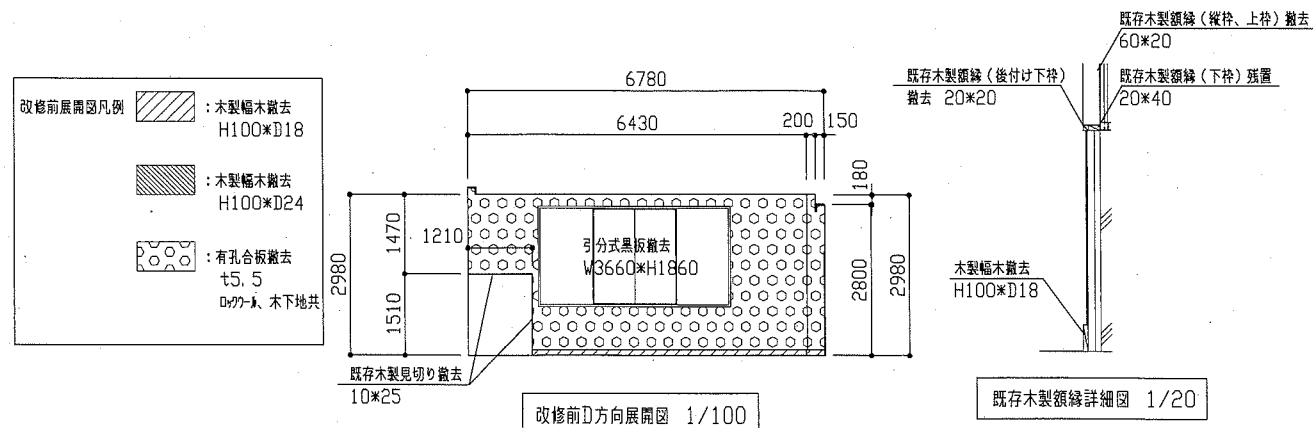 改修前展開図凡例
：木製幅木撤去
H100*D18
：木製幅木撤去
H100*D24
：有孔合板撤去
t5.5
ロックウール、木下地共
6780
6430
200
150
180
2980
1470
1510
1210
引分式黒板撤去
W3660*H1860
2800
2980
既存木製見切り撤去
10*25
改修前D方向展開図 1/100
既存木製額縁（縦枠、上枠）撤去
60*20
既存木製額縁（後付け下枠）
撤去 20*20
既存木製額縁（下枠）残置
20*40
木製幅木撤去
H100*D18
既存木製額縁詳細図 1/20